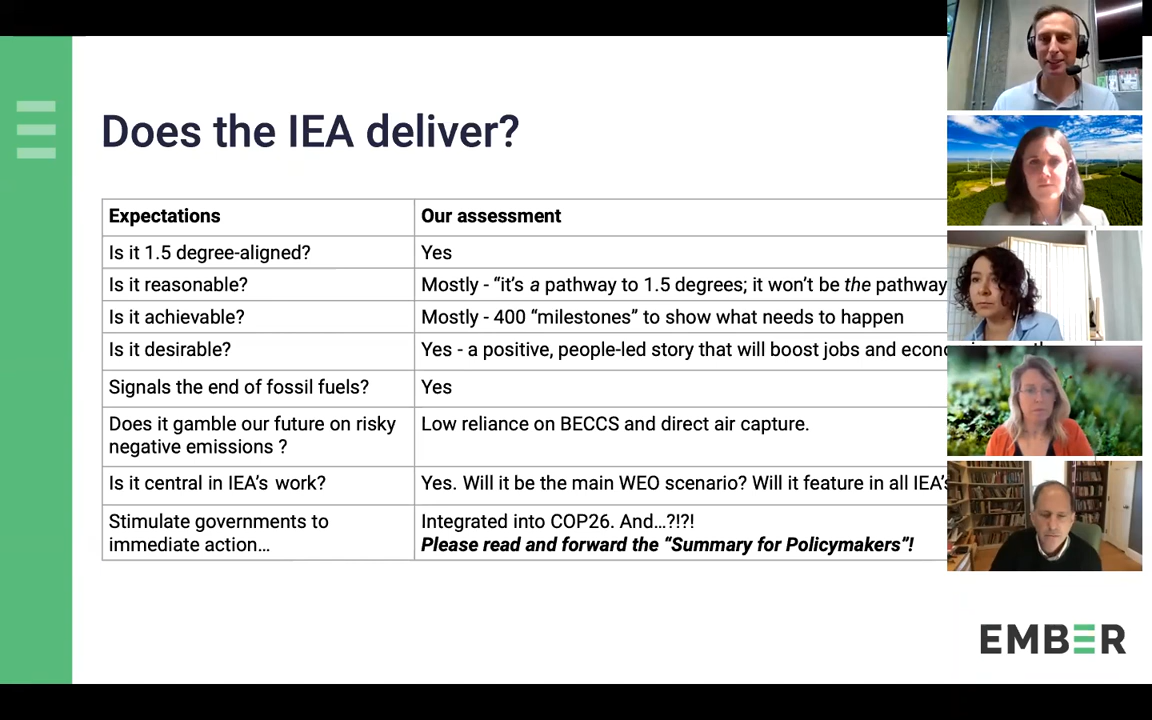 Does the IEA deliver?
Expectations
Our assessment
Is it 1.5 degree-aligned?
Yes
Is it reasonable?
Mostly - “it’s a pathway to 1.5 degrees; it won’t be the pathway
Is it achievable?
Mostly - 400 “milestones” to show what needs to happen
Is it desirable?
Yes - a positive, people-led story that will boost jobs and econo
Signals the end of fossil fuels?
Yes
Does it gamble our future on risky
negative emissions ?
Low reliance on BECCS and direct air capture.
Is it central in IEA’s work?
Yes. Will it be the main WEO scenario? Will it feature in all IEA’s
Stimulate governments to
immediate action…
Integrated into COP26. And…?!?!
Please read and forward the “Summary for Policymakers”!
EMBER